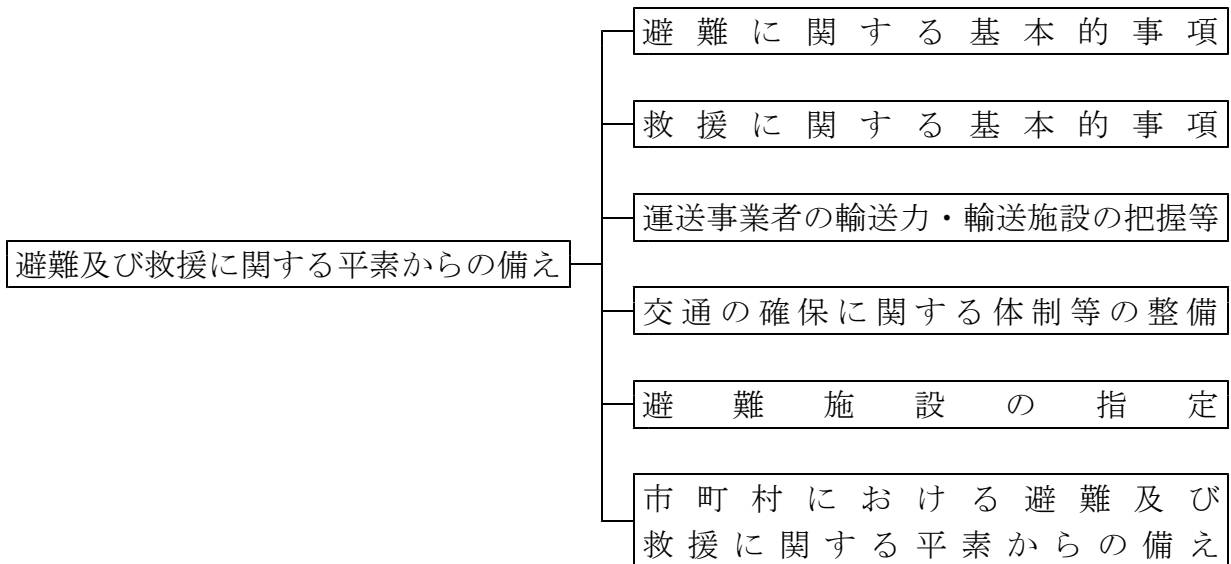 避難及び救援に関する平素からの備え
避難に関する基本的事項
救援に関する基本的事項
運送事業者の輸送力・輸送施設の把握等
交通の確保に関する体制等の整備
避難施設の指定
市町村における避難及び
救援に関する平素からの備え